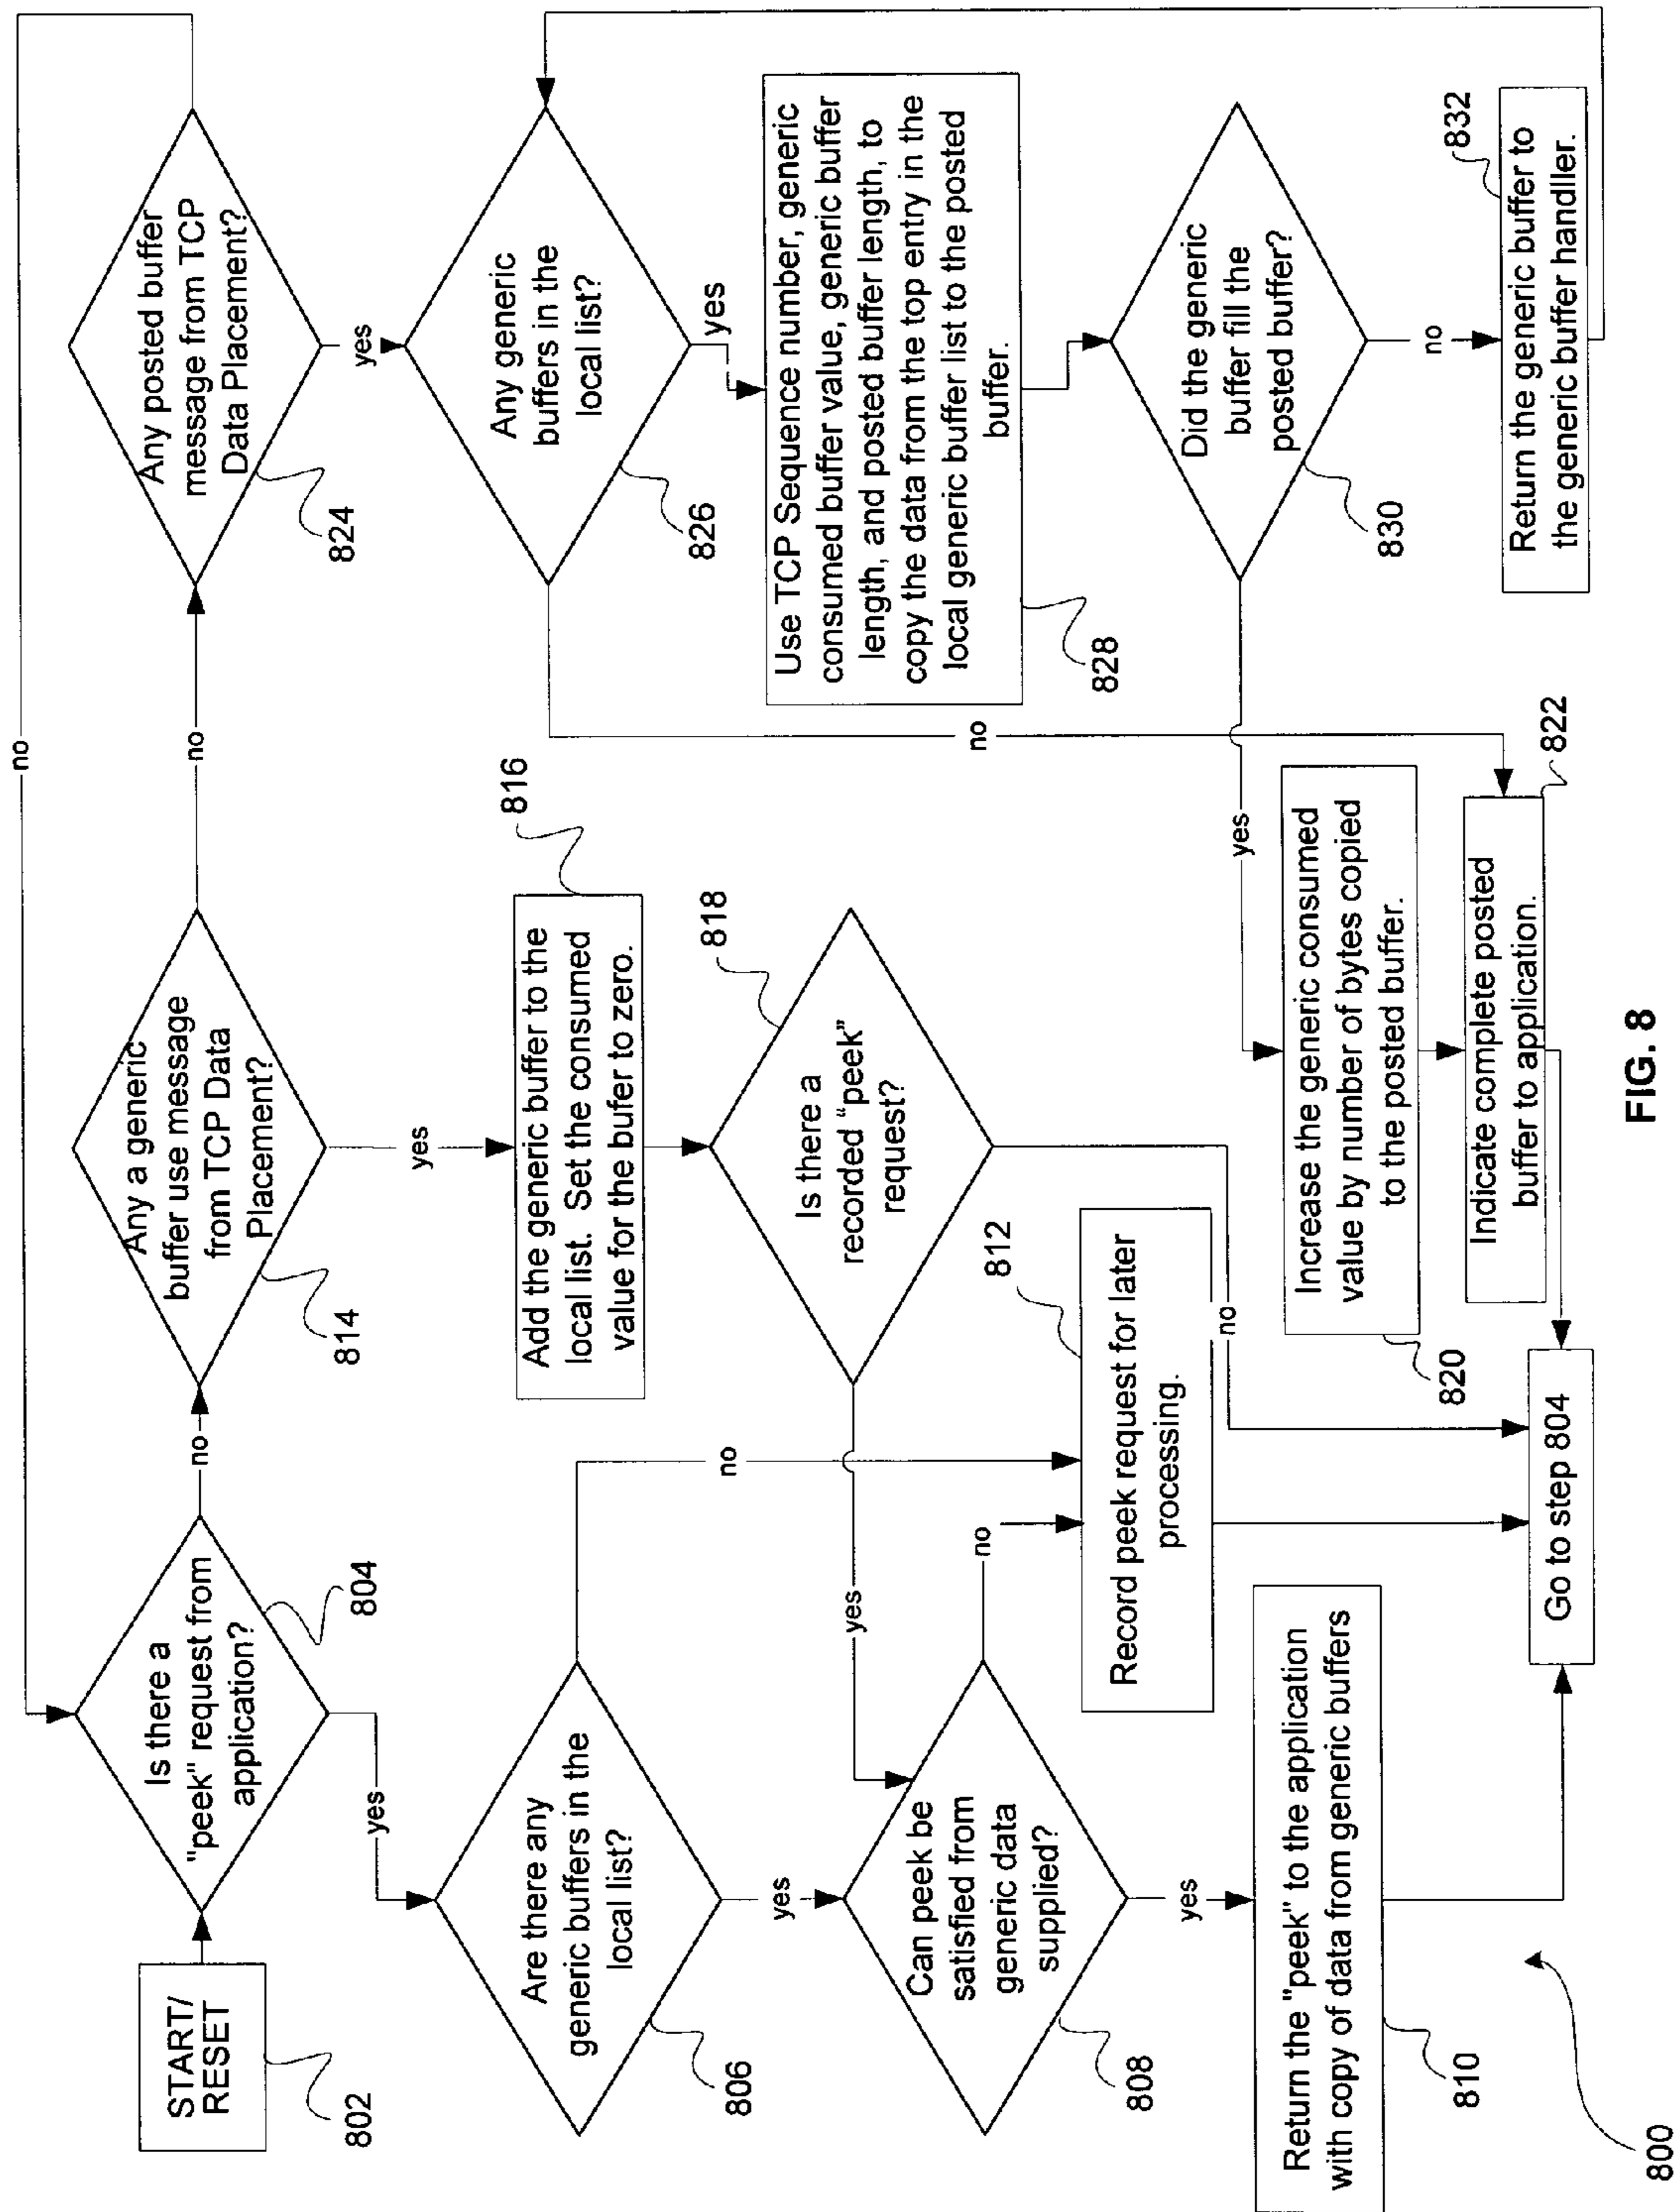 START/
RESET
802
Is there a
"peek" request from
application?
804
no
yes
Any a generic
buffer use message
from TCP Data
Placement?
814
no
yes
Any posted buffer
message from TCP
Data Placement?
824
no
yes
Are there any
generic buffers in the
local list?
806
no
yes
Can peek be
satisfied from
generic data
supplied?
808
no
yes
Return the "peek" to the application
with copy of data from generic buffers
810
Record peek request for later
processing.
812
Add the generic buffer to the
local list. Set the consumed
value for the bufer to zero.
816
Is there a
recorded “peek”
request?
818
yes
no
Any generic
buffers in the
local list?
826
yes
no
Use TCP Sequence number, generic
consumed buffer value, generic buffer
length, and posted buffer length, to
copy the data from the top entry in the
local generic buffer list to the posted
buffer.
828
Did the generic
buffer fill the
posted buffer?
830
yes
no
Return the generic buffer to
the generic buffer handler.
832
Increase the generic consumed
value by number of bytes copied
to the posted buffer.
820
Indicate complete posted
buffer to application.
822
Go to step 804
800
FIG. 8